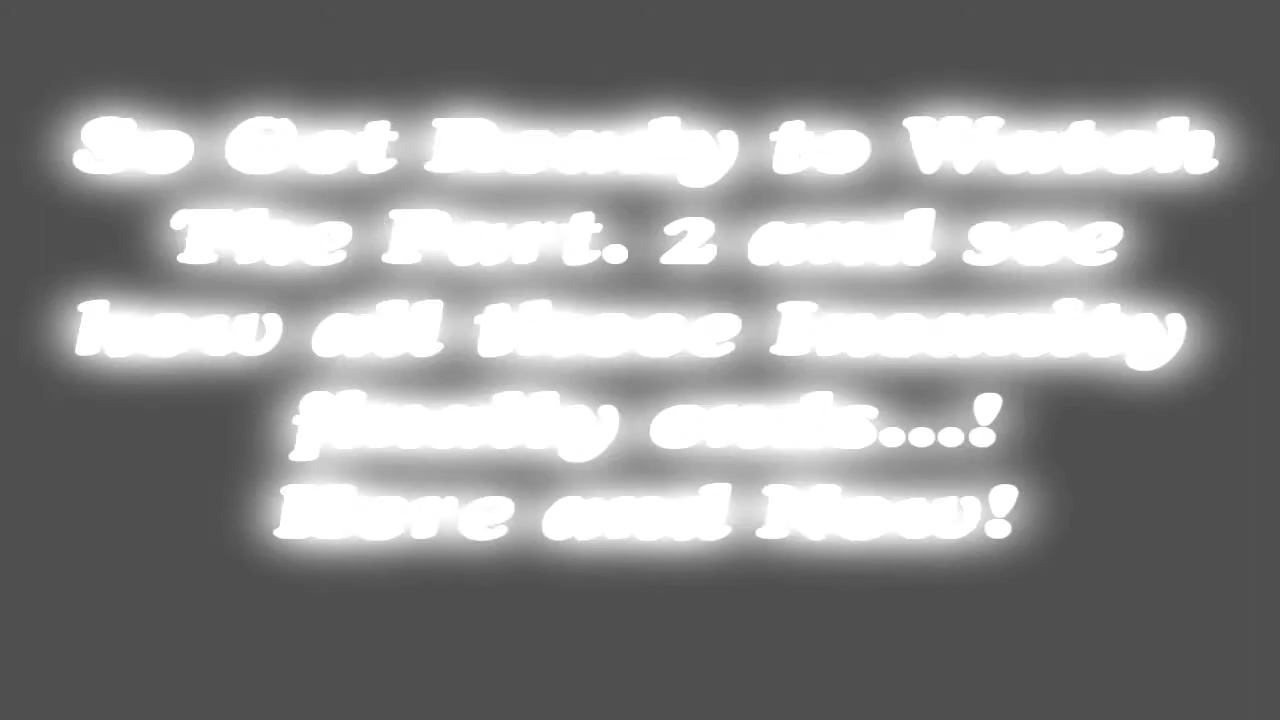 So Get Ready to Watch
The Part. 2 and see
how all these Insanity
finally ends....!
Here and Now!